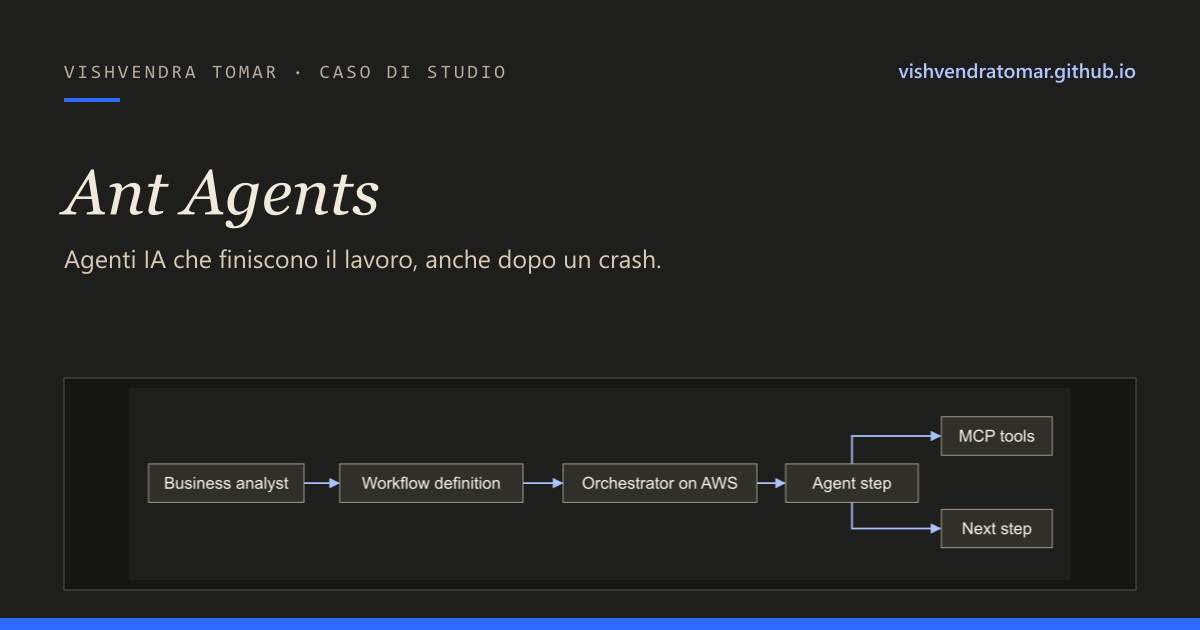 VISHVENDRA TOMAR · CASO DI STUDIO
vishvendratomar.github.io
Ant Agents
Agenti IA che finiscono il lavoro, anche dopo un crash.
Business analyst
Workflow definition
Orchestrator on AWS
Agent step
MCP tools
Next step